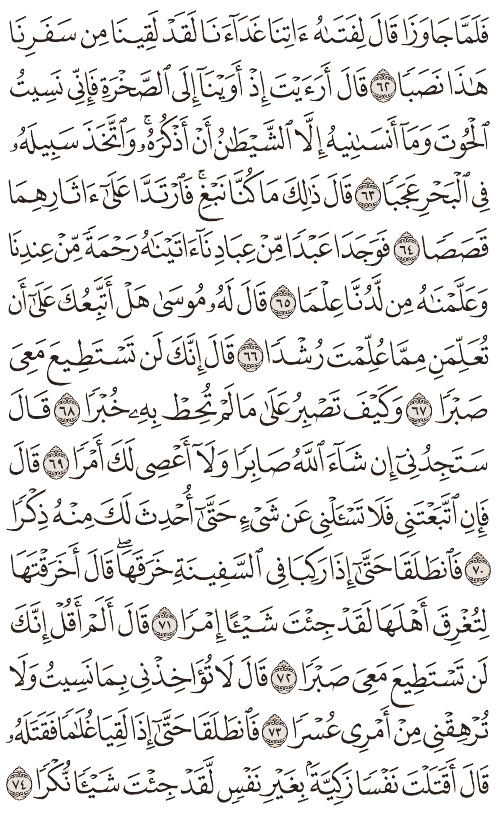 فَلَمَّا جَاوَزَا قَالَ لِفَتَىٰهُ ءَاتِنَا غَدَآءَنَا لَقَدْ لَقِينَا مِن سَفَرِنَا
هَٰذَا نَصَبًا ٦٢ قَالَ أَرَءَيْتَ إِذْ أَوَيْنَآ إِلَى ٱلصَّخْرَةِ فَإِنِّى نَسِيتُ
ٱلْحُوتَ وَمَآ أَنسَىٰنِيهُ إِلَّا ٱلشَّيْطَٰنُ أَنْ أَذْكُرَهُۥ ۚ وَٱتَّخَذَ سَبِيلَهُۥ
فِى ٱلْبَحْرِ عَجَبًا ٦٣ قَالَ ذَٰلِكَ مَا كُنَّا نَبْغِ ۚ فَٱرْتَدَّا عَلَىٰٓ ءَاثَارِهِمَا
قَصَصًا ٦٤ فَوَجَدَا عَبْدًا مِّنْ عِبَادِنَآ ءَاتَيْنَٰهُ رَحْمَةً مِّنْ عِندِنَا
وَعَلَّمْنَٰهُ مِن لَّدُنَّا عِلْمًا ٦٥ قَالَ لَهُۥ مُوسَىٰ هَلْ أَتَّبِعُكَ عَلَىٰٓ أَن
تُعَلِّمَنِ مِمَّا عُلِّمْتَ رُشْدًا ٦٦ قَالَ إِنَّكَ لَن تَسْتَطِيعَ مَعِىَ
صَبْرًا ٦٧ وَكَيْفَ تَصْبِرُ عَلَىٰ مَا لَمْ تُحِطْ بِهِۦ خُبْرًا ٦٨ قَالَ
سَتَجِدُنِىٓ إِن شَآءَ ٱللَّهُ صَابِرًا وَلَآ أَعْصِى لَكَ أَمْرًا ٦٩ قَالَ
فَإِنِ ٱتَّبَعْتَنِى فَلَا تَسْـَٔلْنِى عَن شَىْءٍ حَتَّىٰٓ أُحْدِثَ لَكَ مِنْهُ ذِكْرًا
٧٠ فَٱنطَلَقَا حَتَّىٰٓ إِذَا رَكِبَا فِى ٱلسَّفِينَةِ خَرَقَهَا ۖ قَالَ أَخَرَقْتَهَا
لِتُغْرِقَ أَهْلَهَا لَقَدْ جِئْتَ شَيْـًٔا إِمْرًا ٧١ قَالَ أَلَمْ أَقُلْ إِنَّكَ
لَن تَسْتَطِيعَ مَعِىَ صَبْرًا ٧٢ قَالَ لَا تُؤَاخِذْنِى بِمَا نَسِيتُ وَلَا
تُرْهِقْنِى مِنْ أَمْرِى عُسْرًا ٧٣ فَٱنطَلَقَا حَتَّىٰٓ إِذَا لَقِيَا غُلَٰمًا فَقَتَلَهُۥ
قَالَ أَقَتَلْتَ نَفْسًا زَكِيَّةًۢ بِغَيْرِ نَفْسٍ لَّقَدْ جِئْتَ شَيْـًٔا نُّكْرًا ٧٤